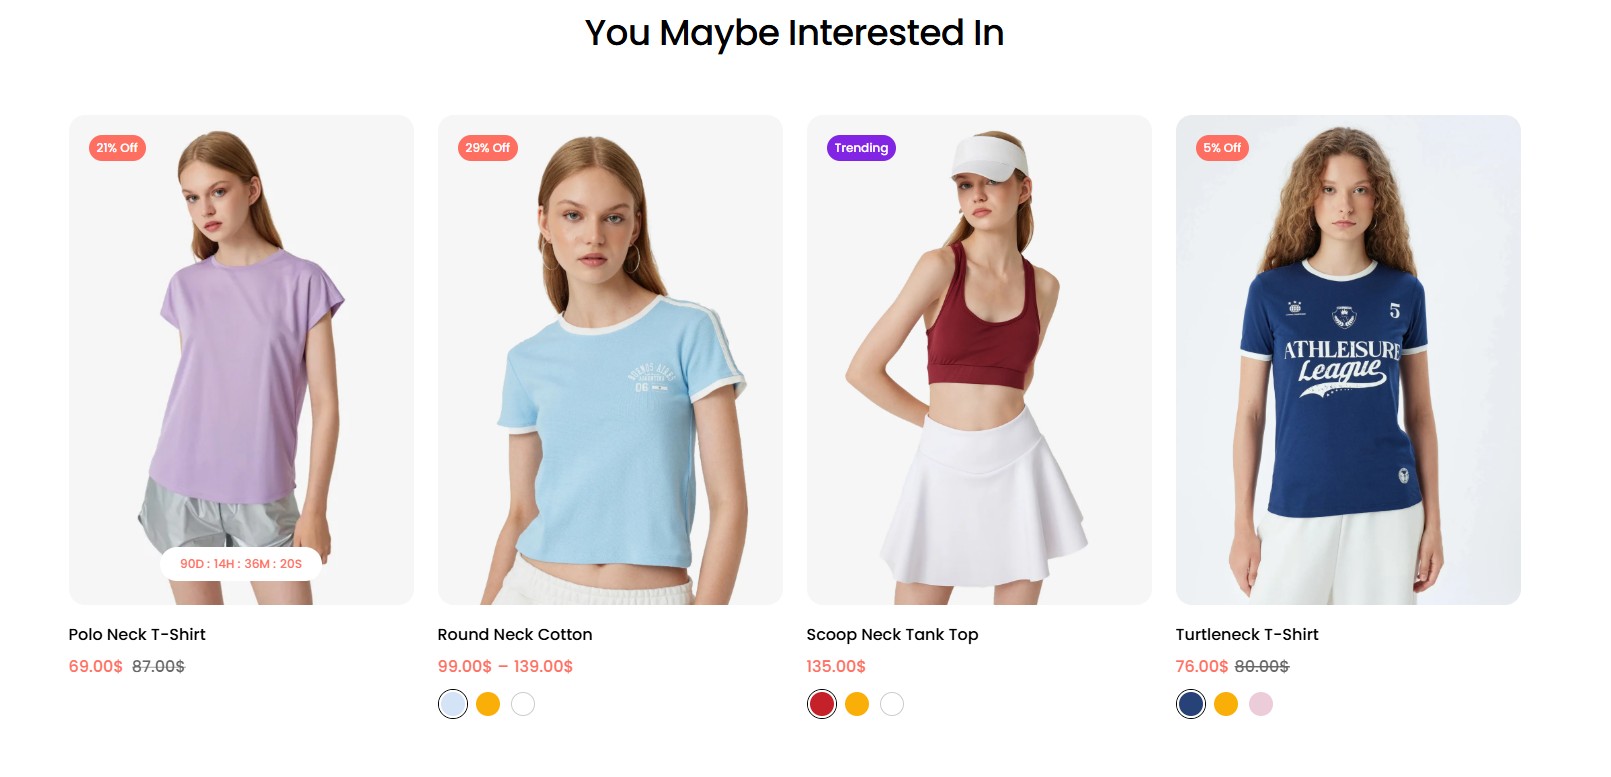 You Maybe Interested In
21% Off
90D : 14H : 36M : 20S
Polo Neck T-Shirt
69.00$ 87.00$
29% Off
06
Round Neck Cotton
99.00$ – 139.00$
Trending
Scoop Neck Tank Top
135.00$
5% Off
5
ATHLEISURE
League
Turtleneck T-Shirt
76.00$ 80.00$